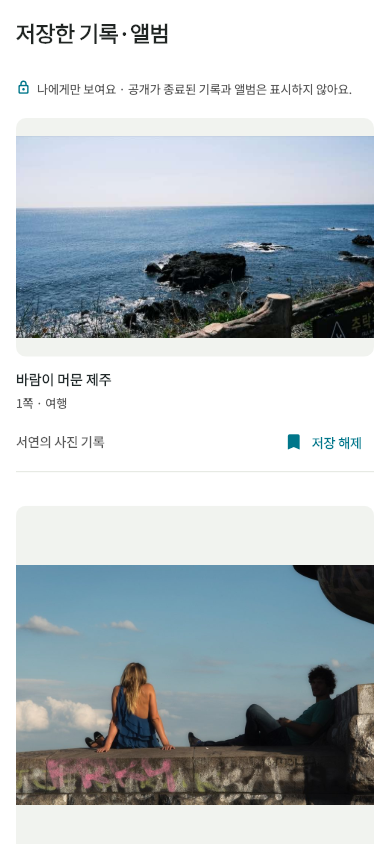 저장한 기록·앨범
나에게만 보여요 · 공개가 종료된 기록과 앨범은 표시하지 않아요.
바람이 머문 제주
1쪽 · 여행
서연의 사진 기록
저장 해제